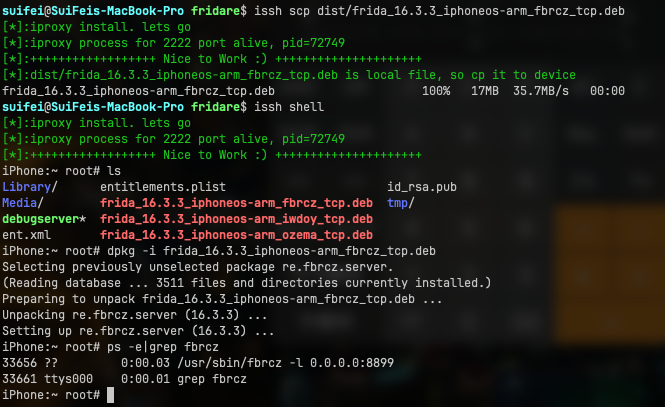 suifei@SuiFeis-MacBook-Pro fridare$ issh scp dist/frida_16.3.3_iphoneos-arm_fbrcz_tcp.deb
[*]:iproxy install. lets go
[*]:iproxy process for 2222 port alive, pid=72749
[*]:++++++++++++++++++ Nice to Work :) +++++++++++++++++++++
[*]:dist/frida_16.3.3_iphoneos-arm_fbrcz_tcp.deb is local file, so cp it to device
frida_16.3.3_iphoneos-arm_fbrcz_tcp.deb 100% 17MB 35.7MB/s 00:00
suifei@SuiFeis-MacBook-Pro fridare$ issh shell
[*]:iproxy install. lets go
[*]:iproxy process for 2222 port alive, pid=72749
[*]:++++++++++++++++++ Nice to Work :) +++++++++++++++++++++
iPhone:~ root# ls
Library/ entitlements.plist id_rsa.pub
Media/ frida_16.3.3_iphoneos-arm_fbrcz_tcp.deb tmp/
debugserver* frida_16.3.3_iphoneos-arm_iwdoy_tcp.deb
ent.xml frida_16.3.3_iphoneos-arm_ozema_tcp.deb
iPhone:~ root# dpkg -i frida_16.3.3_iphoneos-arm_fbrcz_tcp.deb
Selecting previously unselected package re.fbrcz.server.
(Reading database ... 3511 files and directories currently installed.)
Preparing to unpack frida_16.3.3_iphoneos-arm_fbrcz_tcp.deb ...
Unpacking re.fbrcz.server (16.3.3) ...
Setting up re.fbrcz.server (16.3.3) ...
iPhone:~ root# ps -e|grep fbrcz
33656 ?? 0:00.03 /usr/sbin/fbrcz -l 0.0.0.0:8899
33661 ttys000 0:00.01 grep fbrcz
iPhone:~ root#